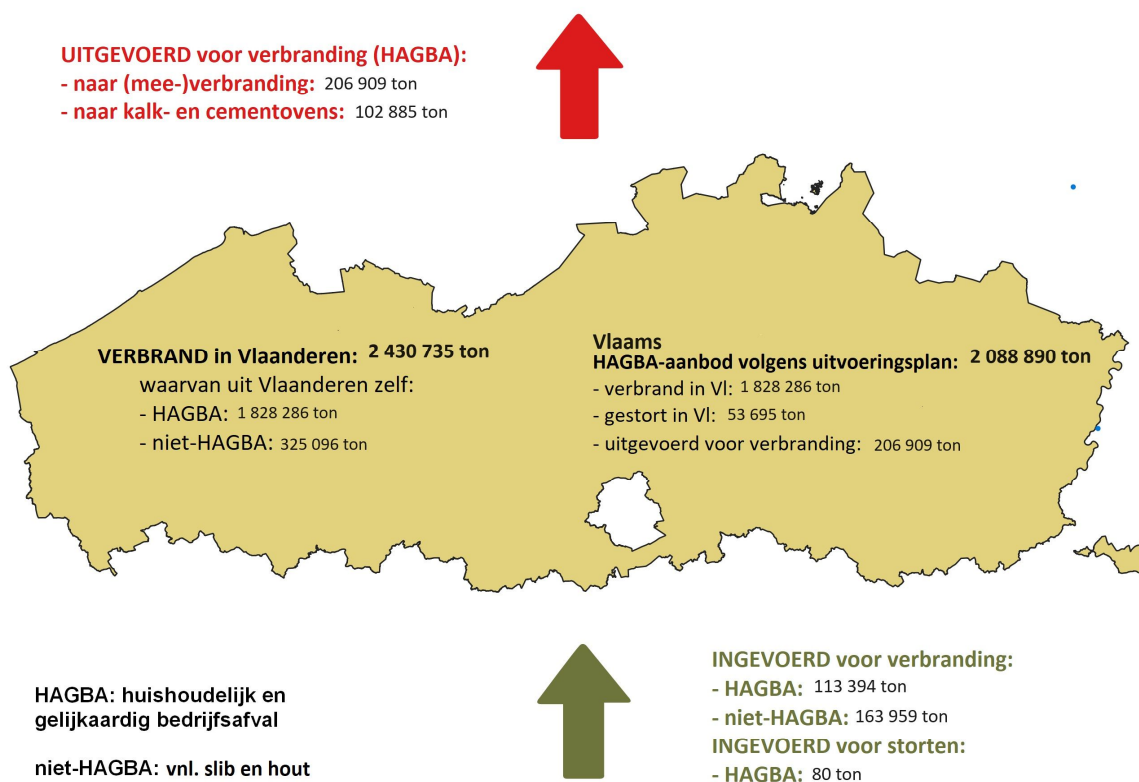 UITGEVOERD voor verbranding (HAGBA):
- naar (mee-)verbranding: 206 909 ton
- naar kalk- en cementovens: 102 885 ton
VERBRAND in Vlaanderen: 2 430 735 ton
waarvan uit Vlaanderen zelf:
- HAGBA: 1 828 286 ton
- niet-HAGBA: 325 096 ton
Vlaams
HAGBA-aanbod volgens uitvoeringsplan: 2 088 890 ton
- verbrand in Vl: 1 828 286 ton
- gestort in Vl: 53 695 ton
- uitgevoerd voor verbranding: 206 909 ton
HAGBA: huishoudelijk en
gelijkaardig bedrijfsafval
niet-HAGBA: vnl. slib en hout
INGEVOERD voor verbranding:
- HAGBA: 113 394 ton
- niet-HAGBA: 163 959 ton
INGEVOERD voor storten:
- HAGBA: 80 ton